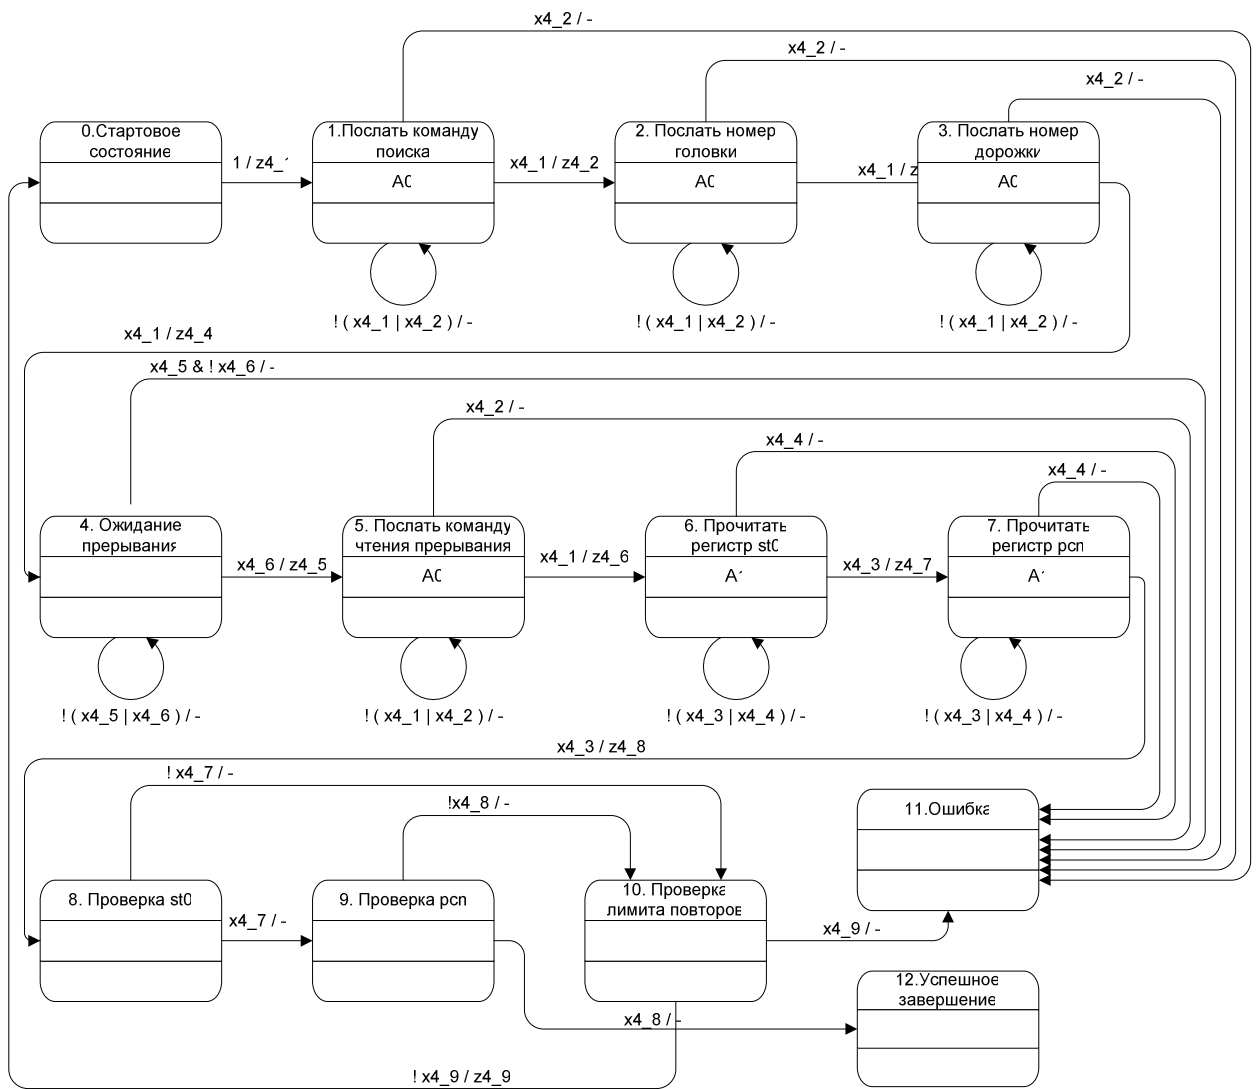 x4_2 / -
x4_2 / -
x4_2 / -
0.Стартовое
состояние
1.Послать команду
поиска
2. Послать номер
головки
3. Послать номер
дорожки
1 / z4_
x4_1 / z4_2
x4_1 / z
A0
A0
A0
! ( x4_1 | x4_2 ) / -
! ( x4_1 | x4_2 ) / -
! ( x4_1 | x4_2 ) / -
x4_1 / z4_4
x4_5 & ! x4_6 / -
x4_2 / -
x4_4 / -
x4_4 / -
4. Ожидание
прерывания
5. Послать команду
чтения прерывания
6. Прочитать
регистр st0
7. Прочитать
регистр pcn
x4_6 / z4_5
x4_1 / z4_6
x4_3 / z4_7
A0
A1
A1
! ( x4_5 | x4_6 ) / -
! ( x4_1 | x4_2 ) / -
! ( x4_3 | x4_4 ) / -
! ( x4_3 | x4_4 ) / -
x4_3 / z4_8
! x4_7 / -
!x4_8 / -
11.Ошибка
8. Проверка st0
9. Проверка pcn
10. Проверка
лимита повторов
x4_7 / -
x4_9 / -
12.Успешное
завершение
x4_8 / -
! x4_9 / z4_9